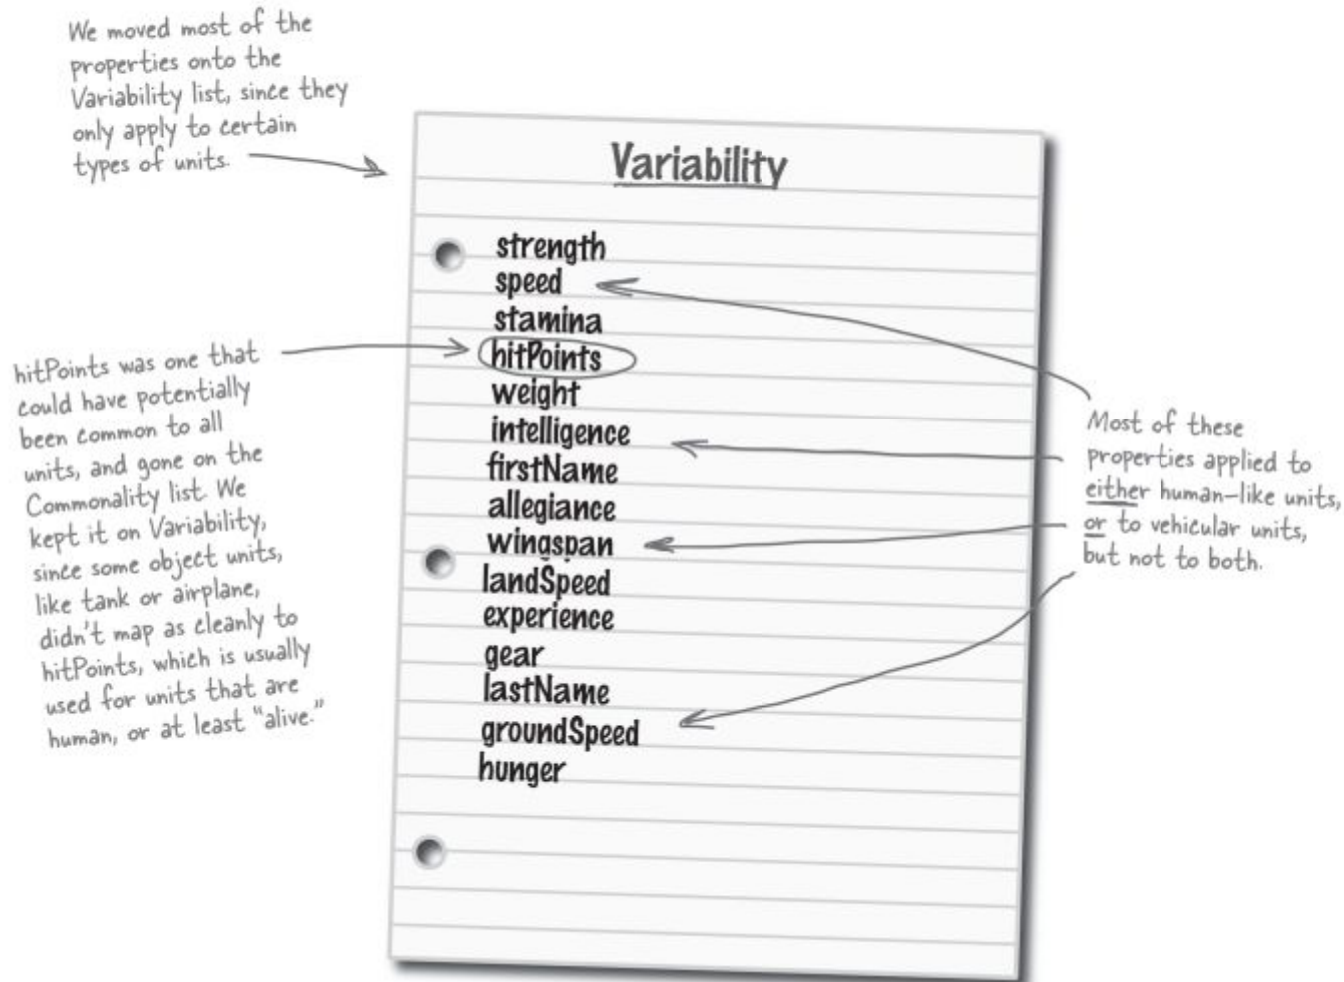 We moved most of the
properties onto the
Variability list, since they
only apply to certain
types of units.
Variability
strength
speed
stamina
hitPoints
weight
intelligence
firstName
allegiance
wingspan
landSpeed
experience
gear
lastName
groundSpeed
hunger
hitPoints was one that
could have potentially
been common to all
units, and gone on the
Commonality list. We
kept it on Variability,
since some object units,
like tank or airplane,
didn't map as cleanly to
hitPoints, which is usually
used for units that are
human, or at least "alive."
Most of these
properties applied to
either human-like units,
or to vehicular units,
but not to both.